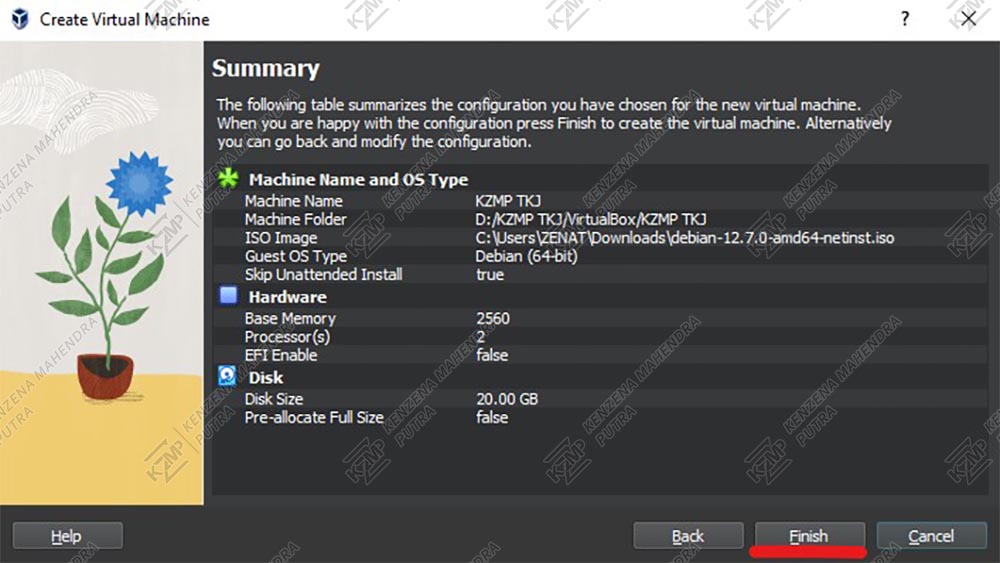 Create Virtual Machine
?
Summary
The following table summarizes the configuration you have chosen for the new virtual machine.
When you are happy with the configuration press Finish to create the virtual machine. Alternatively
you can go back and modify the configuration.
Machine Name and OS Type
Machine Name KZMP TKJ
Machine Folder D:/KZMP TKJ/VirtualBox/KZMP TKJ
ISO Image C:\Users\ZENAT\Downloads\debian-12.7.0-amd64-netinst.iso
Guest OS Type Debian (64-bit)
Skip Unattended Install true
Hardware
Base Memory 2560
Processor(s) 2
EFI Enable false
Disk
Disk Size 20.00 GB
Pre-allocate Full Size false
Help Back Finish Cancel
KZMP
KENZENA MAHENDRA
PUTRA